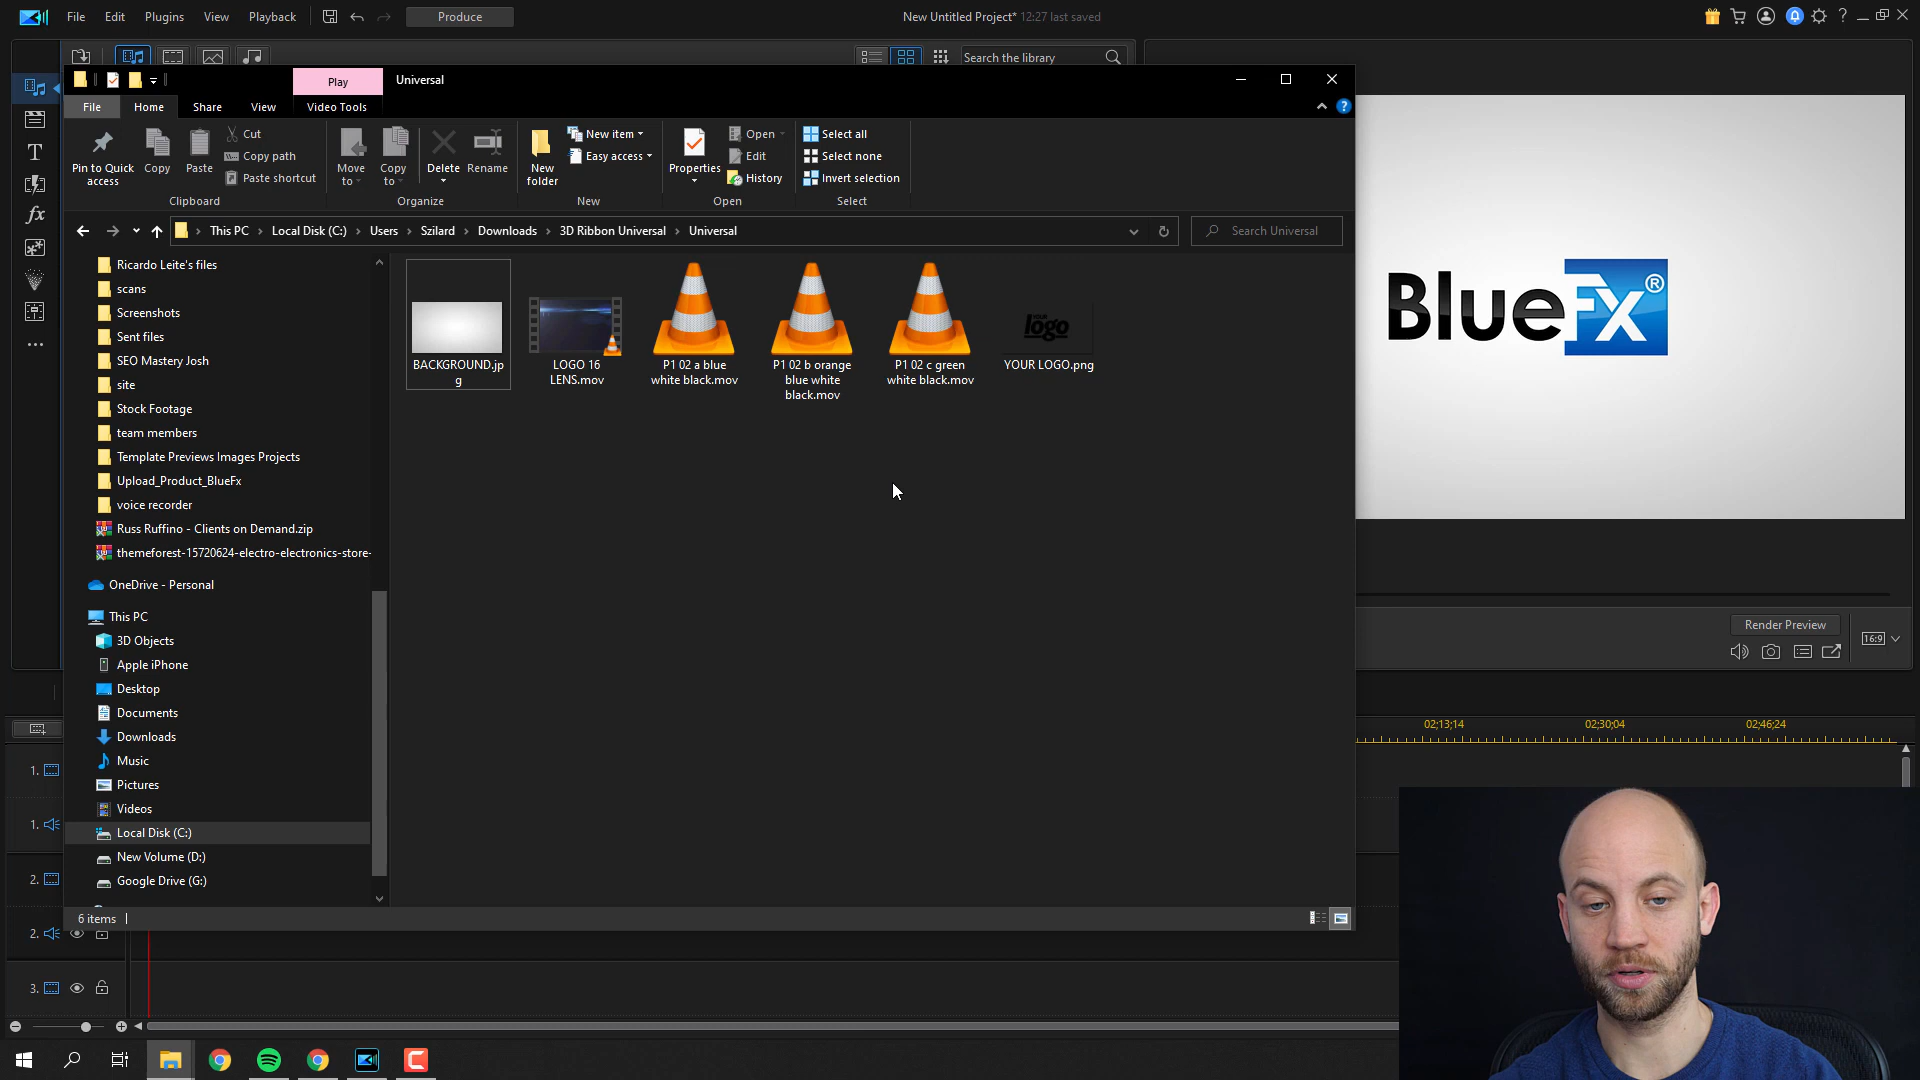 File Edit Plugins View Playback Produce New Untitled Project* 12:27 last saved
Search the library
Play Universal
File Home Share View Video Tools
Pin to Quick access
Copy
Paste
Cut
Copy path
Paste shortcut
Clipboard
Move to
Copy to
Delete
Rename
Organize
New folder
New item
Easy access
New
Properties
Open
Edit
History
Open
Select all
Select none
Invert selection
Select
This PC > Local Disk (C:) > Users > Szilard > Downloads > 3D Ribbon Universal > Universal
Search Universal
Ricardo Leite's files
scans
Screenshots
Sent files
SEO Mastery Josh
site
Stock Footage
team members
Template Previews Images Projects
Upload_Product_BlueFx
voice recorder
Russ Ruffino - Clients on Demand.zip
themeforest-15720624-electro-electronics-store-
OneDrive - Personal
This PC
3D Objects
Apple iPhone
Desktop
Documents
Downloads
Music
Pictures
Videos
Local Disk (C:)
New Volume (D:)
Google Drive (G:)
BACKGROUND.jp
g
LOGO 16
LENS.mov
P1 02 a blue
white black.mov
P1 02 b orange
blue white
black.mov
P1 02 c green
white black.mov
YOUR
logo
YOUR LOGO.png
6 items
BlueFx®
Render Preview
16:9
02;13;14 02;30;04 02;46;24
1.
1.
2.
2.
3.